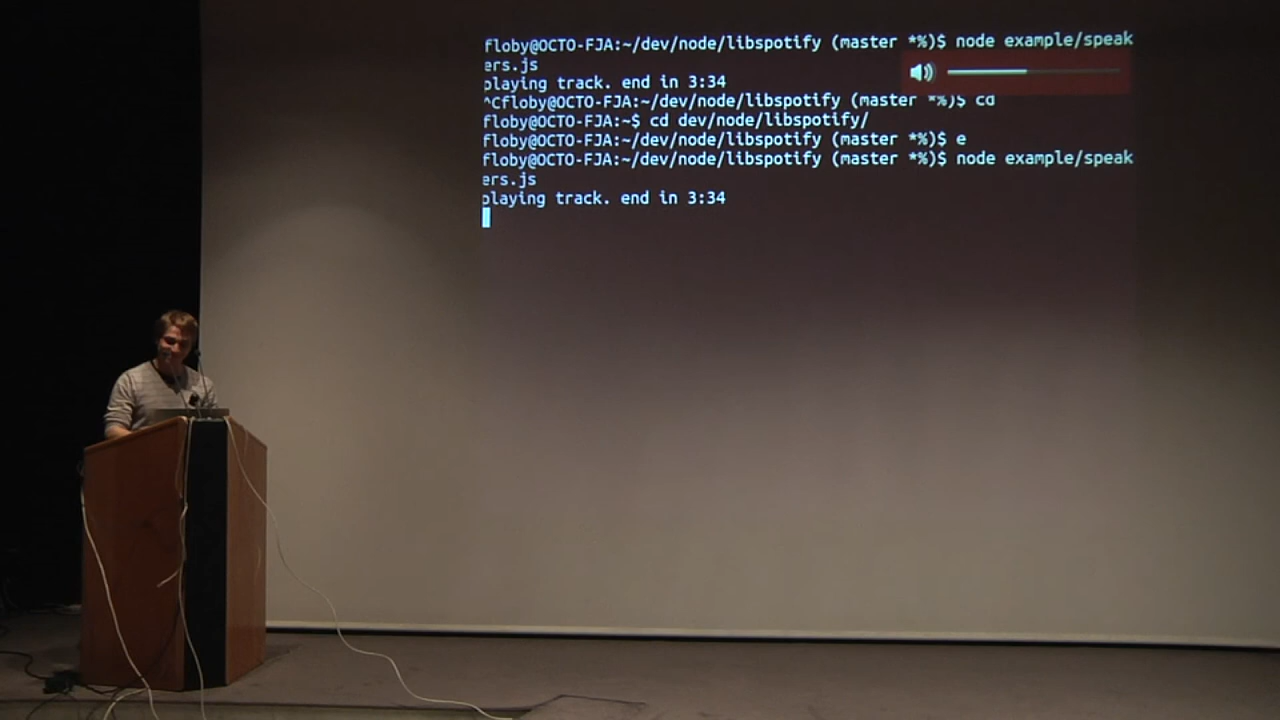 floby@OCTO-FJA:~/dev/node/libspotify (master *%)$ node example/speak
ers.js
playing track. end in 3:34
^Cfloby@OCTO-FJA:~/dev/node/libspotify (master *%)$ cd
floby@OCTO-FJA:~$ cd dev/node/libspotify/
floby@OCTO-FJA:~/dev/node/libspotify (master *%)$ e
floby@OCTO-FJA:~/dev/node/libspotify (master *%)$ node example/speak
ers.js
playing track. end in 3:34